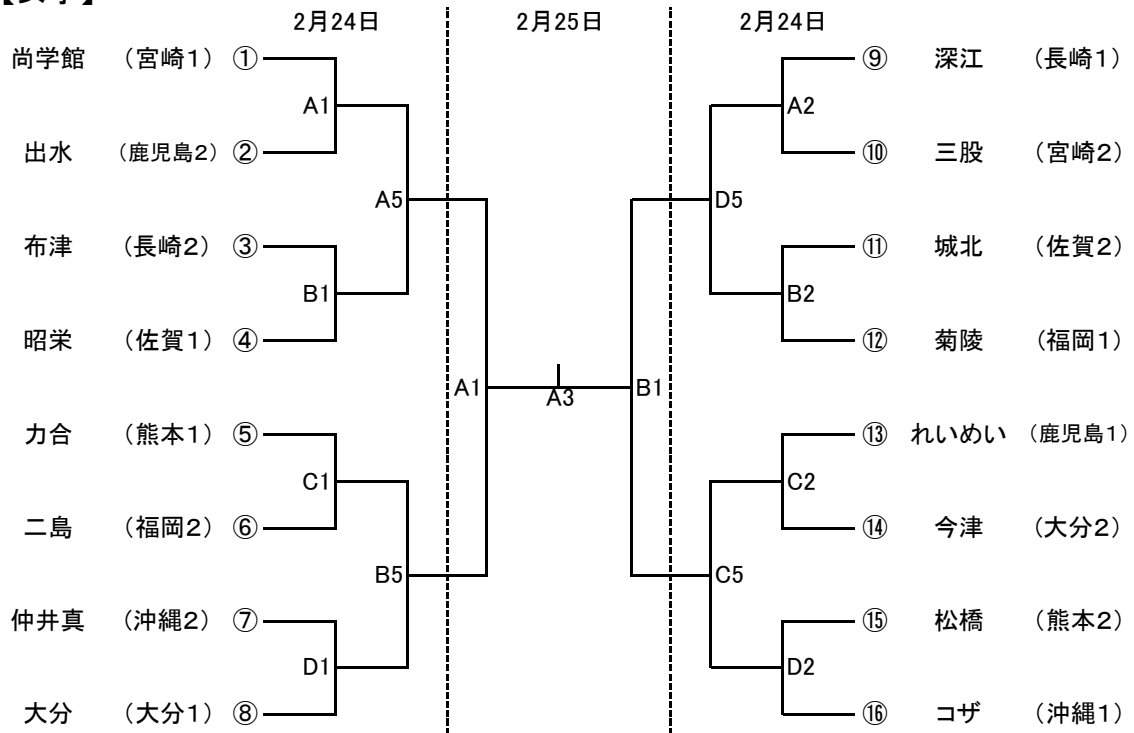 2月24日 2月25日 2月24日
尚学館 (宮崎1) ① ⑨ 深江 (長崎1)
A1 A2
出水 (鹿児島2) ② ⑩ 三股 (宮崎2)
A5 D5
布津 (長崎2) ③ ⑪ 城北 (佐賀2)
B1 B2
昭栄 (佐賀1) ④ ⑫ 菊陵 (福岡1)
A1 A3 B1
力合 (熊本1) ⑤ ⑬ れいめい (鹿児島1)
C1 C2
二島 (福岡2) ⑥ ⑭ 今津 (大分2)
B5 C5
仲井真 (沖縄2) ⑦ ⑮ 松橋 (熊本2)
D1 D2
大分 (大分1) ⑧ ⑯ コザ (沖縄1)